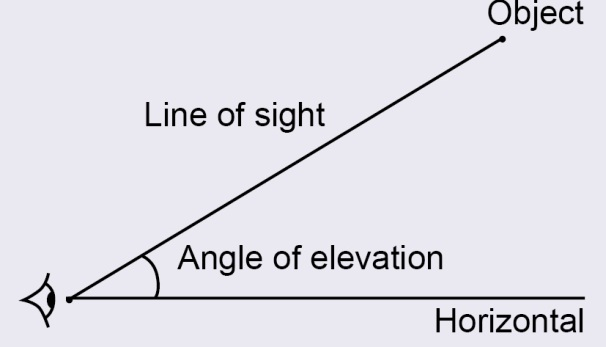 Object
Line of sight
Angle of elevation
Horizontal